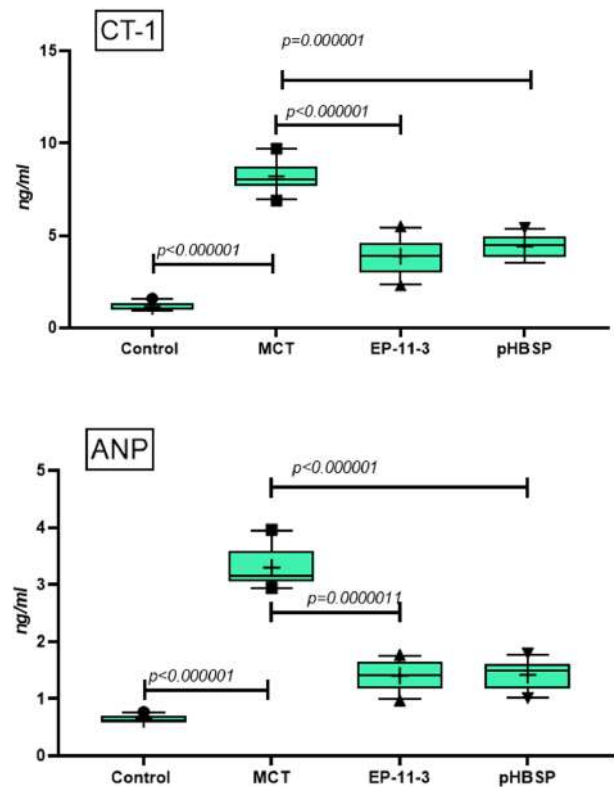 CT-1
p=0.000001
15
p<0.000001
10
ng/ml
p<0.000001
5
0
Control MCT EP-11-3 pHBSP
ANP
5
p<0.000001
4
3
ng/ml
p=0.0000011
2
p<0.000001
1
0
Control MCT EP-11-3 pHBSP